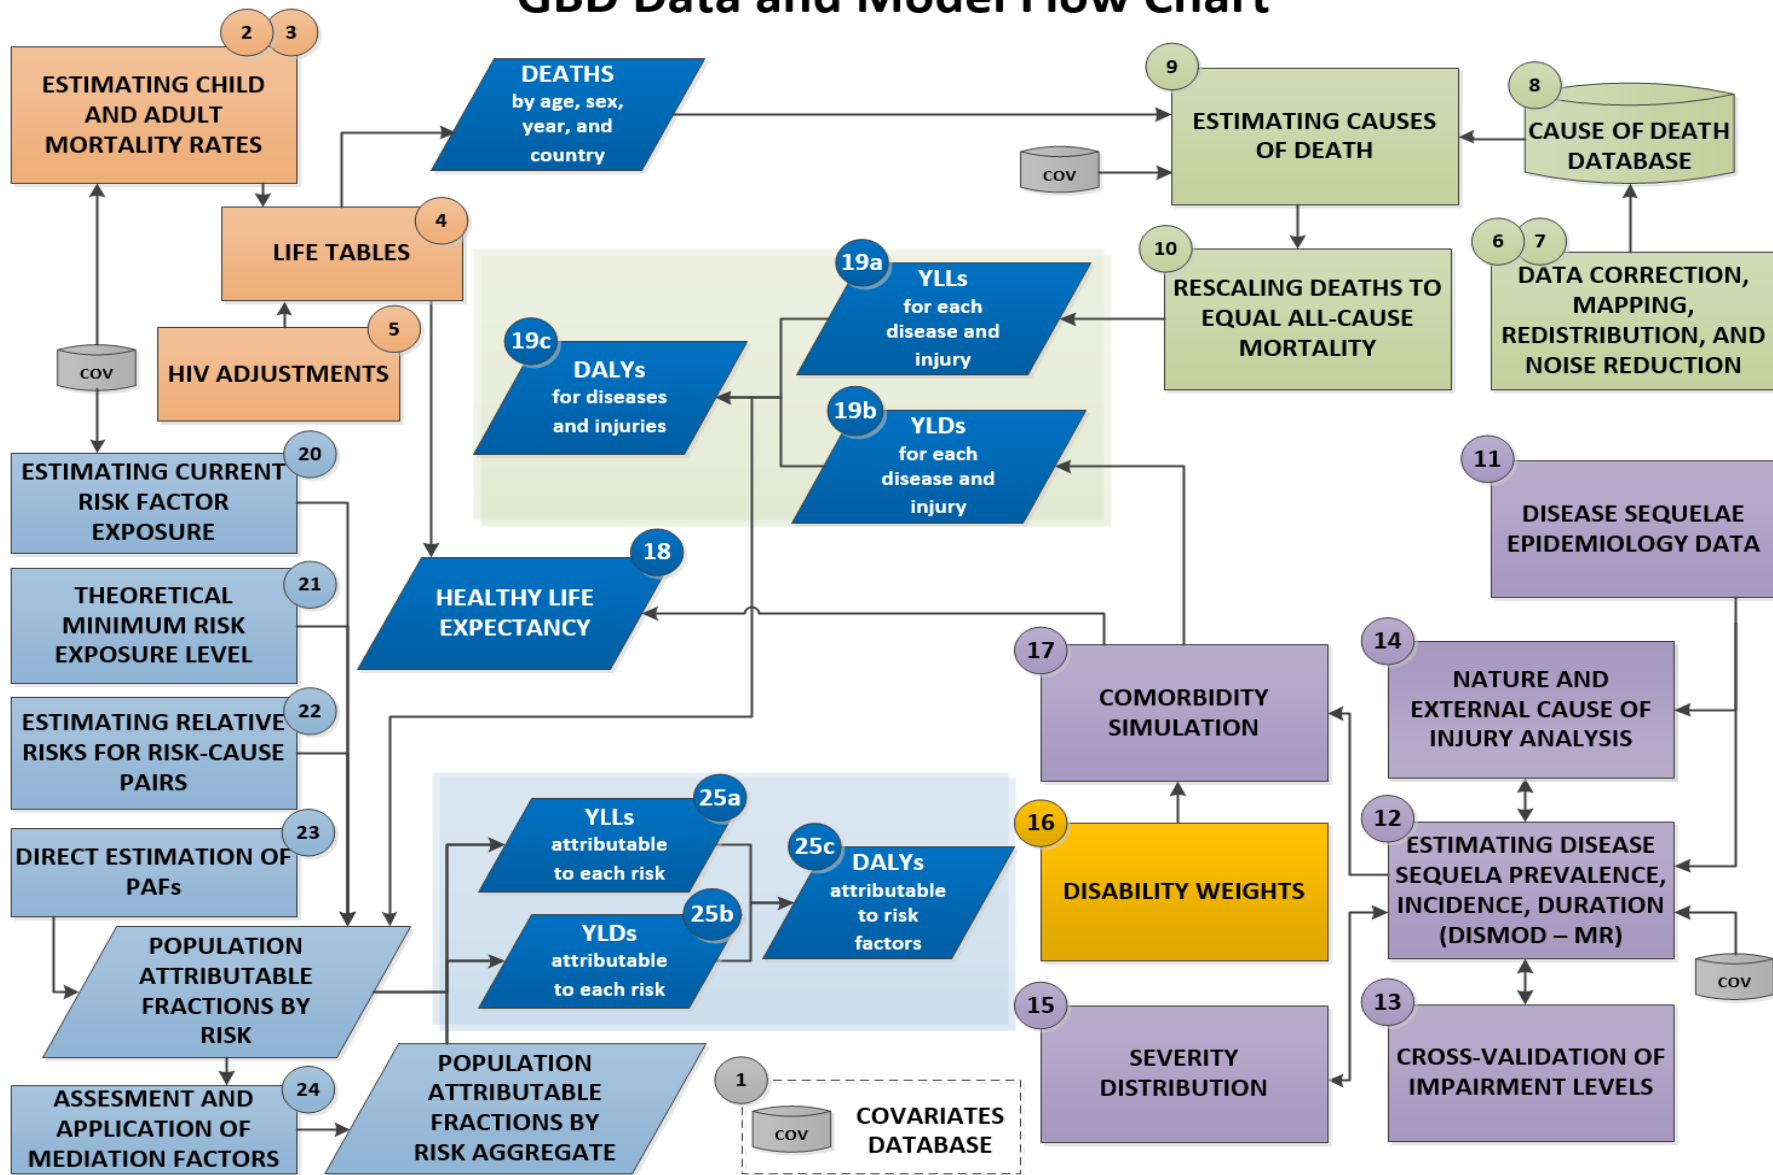 GBD Data and Model Flow Chart
2
3
ESTIMATING CHILD
AND ADULT
MORTALITY RATES
DEATHS
by age, sex,
year, and
country
9
ESTIMATING CAUSES
OF DEATH
8
CAUSE OF DEATH
DATABASE
COV
4
LIFE TABLES
5
HIV ADJUSTMENTS
COV
19a
YLLs
for each
disease and
injury
19c
DALYs
for diseases
and injuries
19b
YLDs
for each
disease and
injury
10
RESCALING DEATHS TO
EQUAL ALL-CAUSE
MORTALITY
6
7
DATA CORRECTION,
MAPPING,
REDISTRIBUTION, AND
NOISE REDUCTION
20
ESTIMATING CURRENT
RISK FACTOR
EXPOSURE
11
DISEASE SEQUELAE
EPIDEMIOLOGY DATA
18
HEALTHY LIFE
EXPECTANCY
21
THEORETICAL
MINIMUM RISK
EXPOSURE LEVEL
17
COMORBIDITY
SIMULATION
14
NATURE AND
EXTERNAL CAUSE OF
INJURY ANALYSIS
22
ESTIMATING RELATIVE
RISKS FOR RISK-CAUSE
PAIRS
25a
YLLs
attributable
to each risk
25b
YLDs
attributable
to each risk
25c
DALYs
attributable
to risk
factors
16
DISABILITY WEIGHTS
12
ESTIMATING DISEASE
SEQUELA PREVALENCE,
INCIDENCE, DURATION
(DISMOD – MR)
COV
23
DIRECT ESTIMATION OF
PAFs
POPULATION
ATTRIBUTABLE
FRACTIONS BY
RISK
15
SEVERITY
DISTRIBUTION
13
CROSS-VALIDATION OF
IMPAIRMENT LEVELS
24
ASSESMENT AND
APPLICATION OF
MEDIATION FACTORS
POPULATION
ATTRIBUTABLE
FRACTIONS BY
RISK AGGREGATE
1
COV
COVARIATES
DATABASE